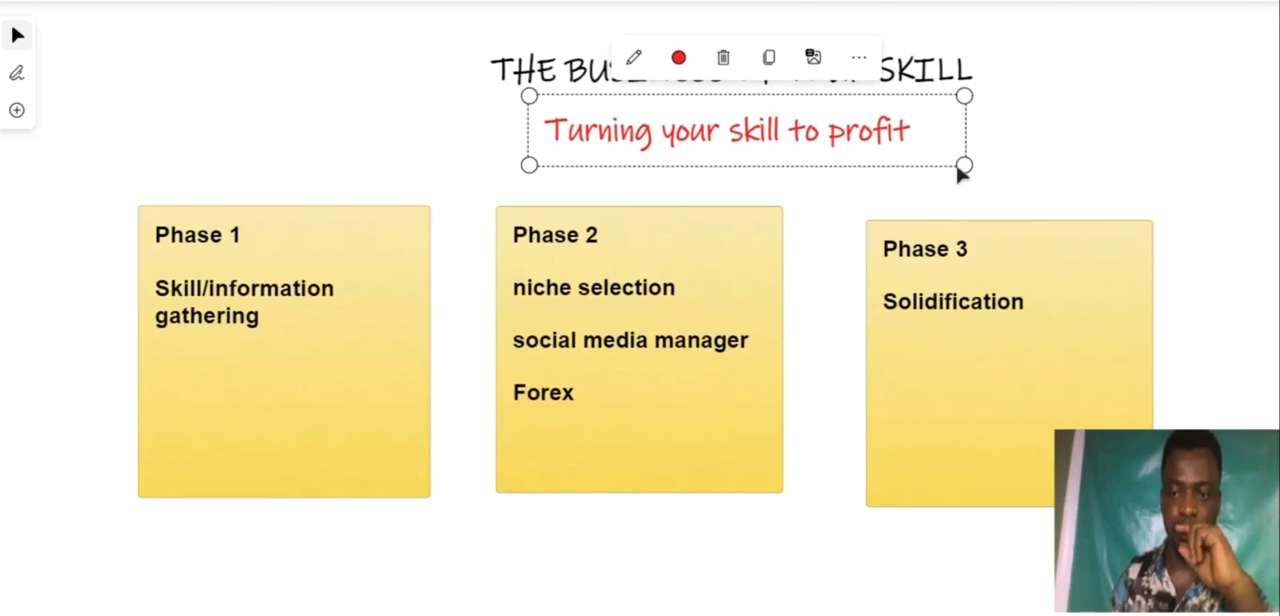 THE BUSINESS SKILL
Turning your skill to profit
Phase 1
Skill/information
gathering
Phase 2
niche selection
social media manager
Forex
Phase 3
Solidification